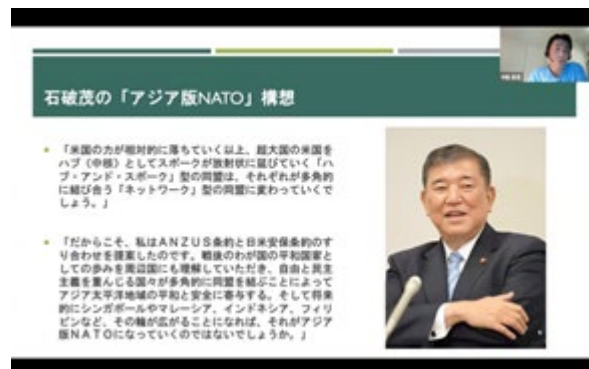 石破茂の「アジア版NATO」構想
「米国の力が相対的に落ちていく以上、超大国の米国を
ハブ(中核)としてスポークが放射状に延びていく「ハ
ブ・アンド・スポーク」型の同盟は、それぞれが多角的
に結び合う「ネットワーク」型の同盟に変わっていくで
しょう。」
「だからこそ、私はANZUS条約と日米安保条約のす
り合わせを提案したのです。戦後のわが国の平和国家と
しての歩みを周辺国にも理解していただき、自由と民主
主義を重んじる国々が多角的に同盟を結ぶことによって
アジア太平洋地域の平和と安全に寄与する。そして将来
的にシンガポールやマレーシア、インドネシア、フィリ
ピンなど、その輪が広がることになれば、それがアジア
版NATOになっていくのではないでしょうか。」